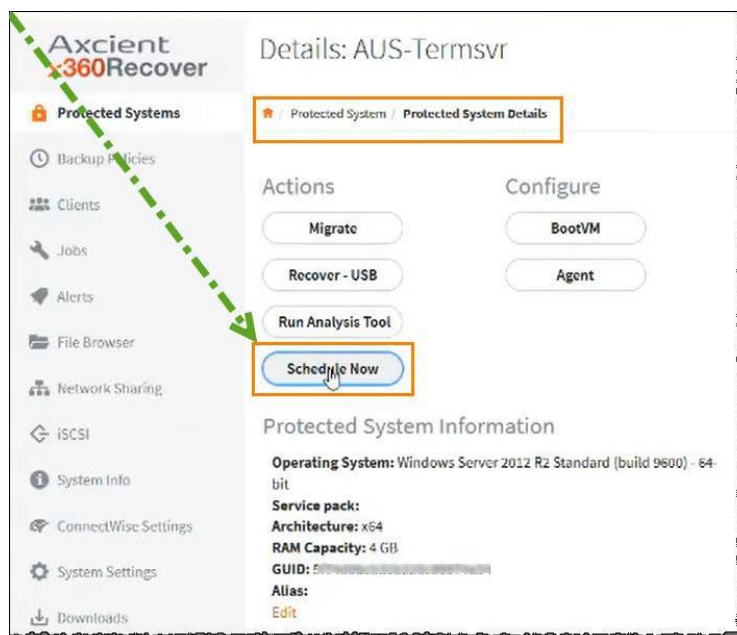 Axcient
x360Recover
Details: AUS-Termsvr
Protected Systems
/ Protected System / Protected System Details
Backup Policies
Clients
Jobs
Alerts
File Browser
Network Sharing
iSCSI
System Info
ConnectWise Settings
System Settings
Downloads
Actions
Configure
Migrate
BootVM
Recover - USB
Agent
Run Analysis Tool
Schedule Now
Protected System Information
Operating System: Windows Server 2012 R2 Standard (build 9600) - 64-
bit
Service pack:
Architecture: x64
RAM Capacity: 4 GB
GUID:
Alias:
Edit